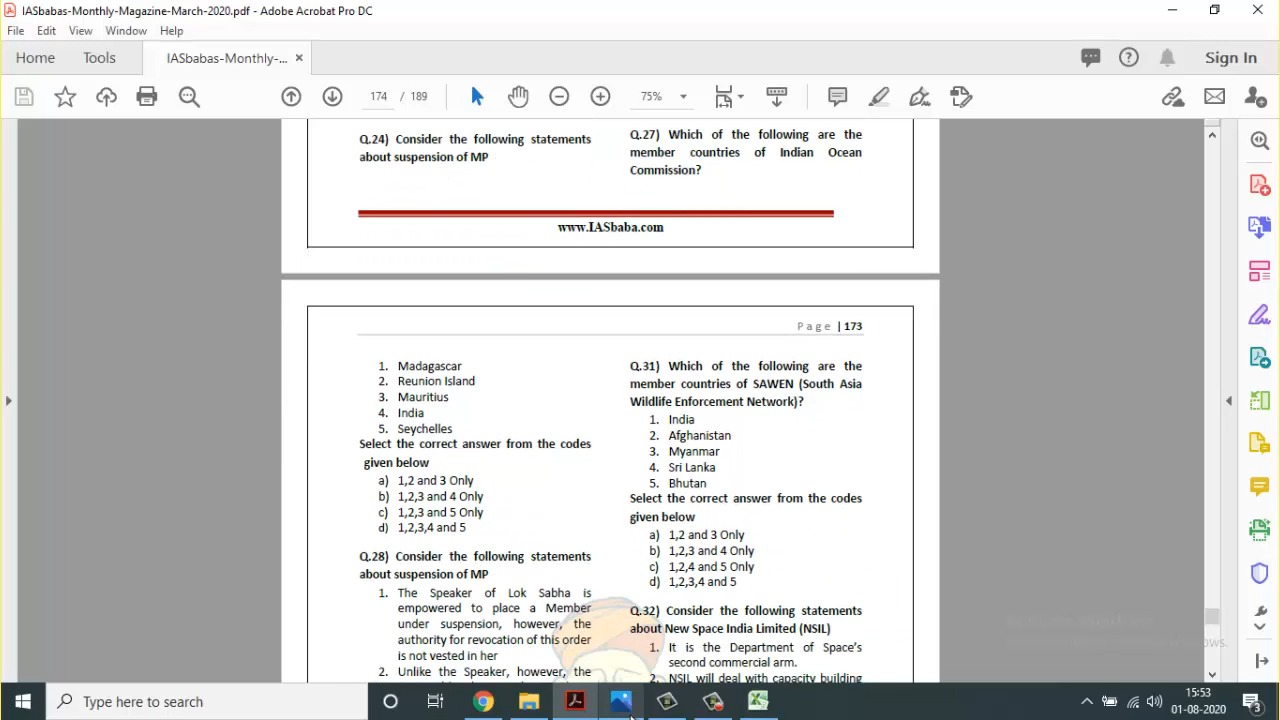 IASbabas-Monthly-Magazine-March-2020.pdf - Adobe Acrobat Pro DC
File Edit View Window Help
Home Tools IASbabas-Monthly-... × Sign In
174 / 189 75%
Q.24) Consider the following statements
about suspension of MP
Q.27) Which of the following are the
member countries of Indian Ocean
Commission?
www.IASbaba.com
Page | 173
1. Madagascar
2. Reunion Island
3. Mauritius
4. India
5. Seychelles
Select the correct answer from the codes
given below
a) 1,2 and 3 Only
b) 1,2,3 and 4 Only
c) 1,2,3 and 5 Only
d) 1,2,3,4 and 5
Q.28) Consider the following statements
about suspension of MP
1. The Speaker of Lok Sabha is
empowered to place a Member
under suspension, however, the
authority for revocation of this order
is not vested in her
2. Unlike the Speaker, however, the
Q.31) Which of the following are the
member countries of SAWEN (South Asia
Wildlife Enforcement Network)?
1. India
2. Afghanistan
3. Myanmar
4. Sri Lanka
5. Bhutan
Select the correct answer from the codes
given below
a) 1,2 and 3 Only
b) 1,2,3 and 4 Only
c) 1,2,4 and 5 Only
d) 1,2,3,4 and 5
Q.32) Consider the following statements
about New Space India Limited (NSIL)
1. It is the Department of Space's
second commercial arm.
2. NSIL will deal with capacity building
Type here to search
15:53
01-08-2020
3